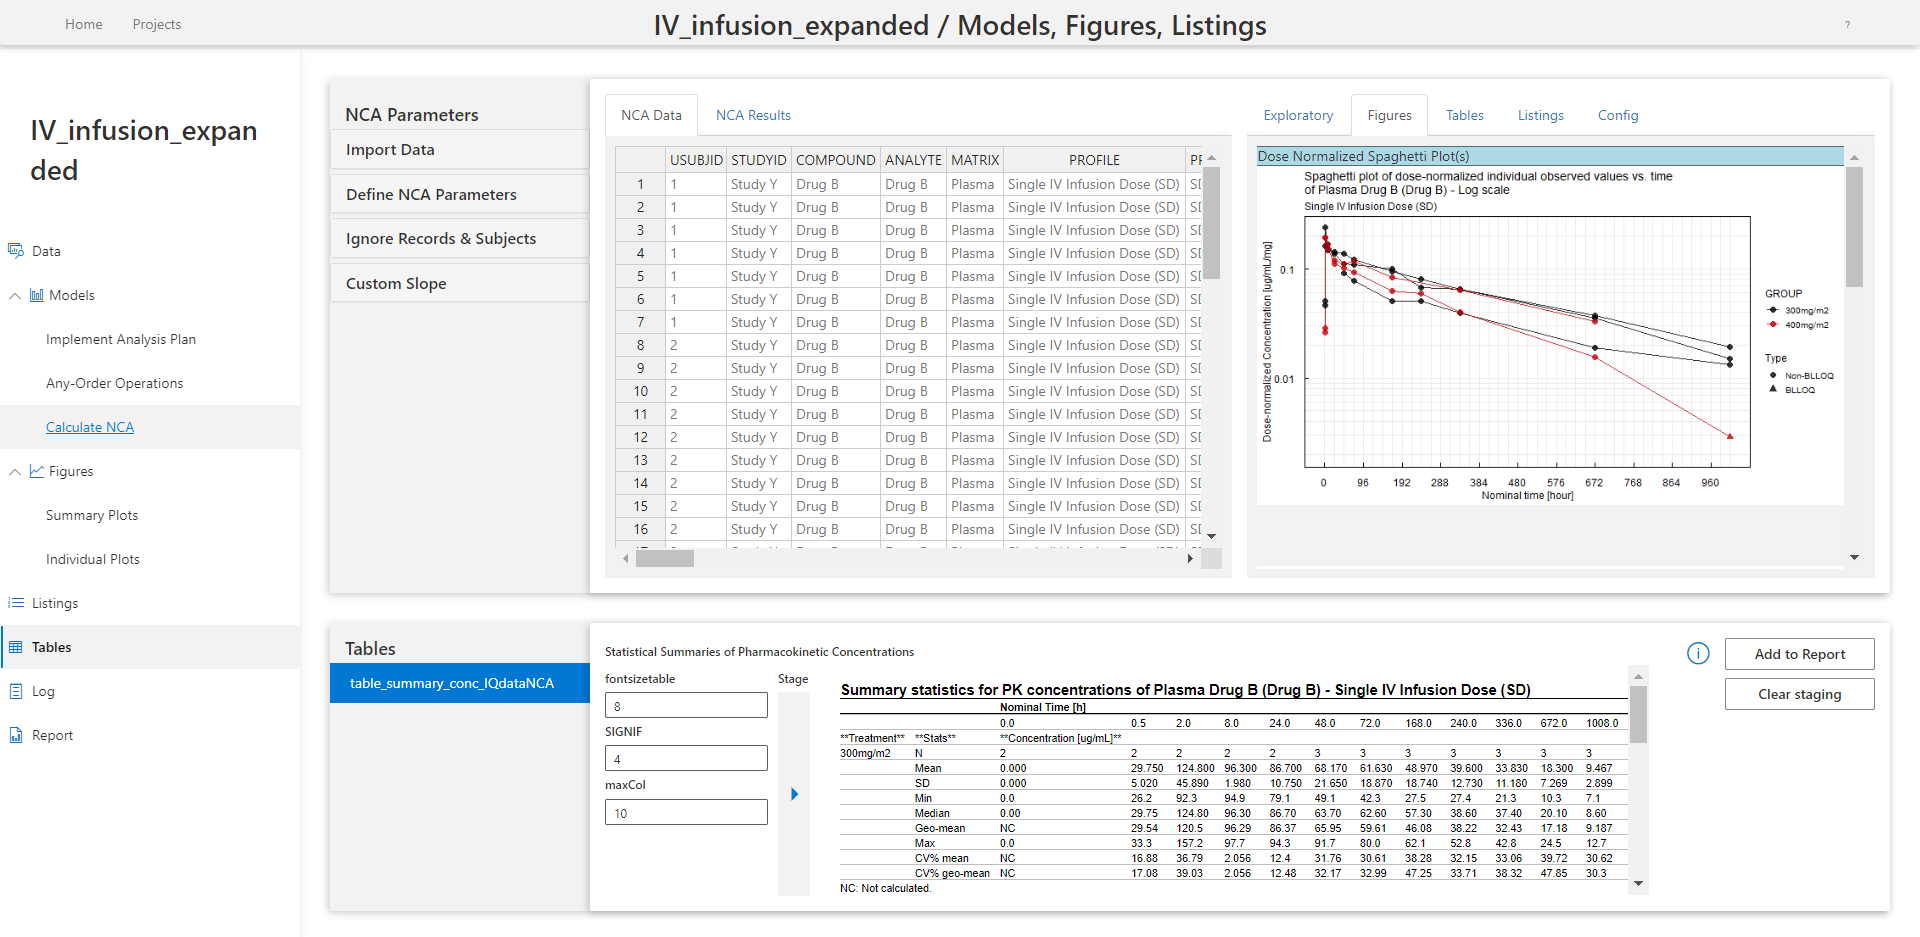 Home
Projects
IV_infusion_expanded / Models, Figures, Listings
?
IV_infusion_expan
ded
Data
Models
Implement Analysis Plan
Any-Order Operations
Calculate NCA
Figures
Summary Plots
Individual Plots
Listings
Tables
Log
Report
NCA Parameters
Import Data
Define NCA Parameters
Ignore Records & Subjects
Custom Slope
NCA Data
NCA Results
USUBJID STUDYID COMPOUND ANALYTE MATRIX PROFILE
1 1 Study Y Drug B Drug B Plasma Single IV Infusion Dose (SD)
2 1 Study Y Drug B Drug B Plasma Single IV Infusion Dose (SD)
3 1 Study Y Drug B Drug B Plasma Single IV Infusion Dose (SD)
4 1 Study Y Drug B Drug B Plasma Single IV Infusion Dose (SD)
5 1 Study Y Drug B Drug B Plasma Single IV Infusion Dose (SD)
6 1 Study Y Drug B Drug B Plasma Single IV Infusion Dose (SD)
7 1 Study Y Drug B Drug B Plasma Single IV Infusion Dose (SD)
8 2 Study Y Drug B Drug B Plasma Single IV Infusion Dose (SD)
9 2 Study Y Drug B Drug B Plasma Single IV Infusion Dose (SD)
10 2 Study Y Drug B Drug B Plasma Single IV Infusion Dose (SD)
11 2 Study Y Drug B Drug B Plasma Single IV Infusion Dose (SD)
12 2 Study Y Drug B Drug B Plasma Single IV Infusion Dose (SD)
13 2 Study Y Drug B Drug B Plasma Single IV Infusion Dose (SD)
14 2 Study Y Drug B Drug B Plasma Single IV Infusion Dose (SD)
15 2 Study Y Drug B Drug B Plasma Single IV Infusion Dose (SD)
16 2 Study Y Drug B Drug B Plasma Single IV Infusion Dose (SD)
Exploratory
Figures
Tables
Listings
Config
Dose Normalized Spaghetti Plot(s)
Spaghetti plot of dose-normalized individual observed values vs. time
of Plasma Drug B (Drug B) - Log scale
Single IV Infusion Dose (SD)
Dose-normalized Concentration [ug/mL/mg]
0.1
0.01
0 96 192 288 384 480 576 672 768 864 960
Nominal time [hour]
GROUP
300mg/m2
400mg/m2
Type
Non-BLLOQ
BLLOQ
Tables
table_summary_conc_IQdataNCA
Statistical Summaries of Pharmacokinetic Concentrations
fontsizetable
8
SIGNIF
4
maxCol
10
Stage
Summary statistics for PK concentrations of Plasma Drug B (Drug B) - Single IV Infusion Dose (SD)
Nominal Time [h]
0.0 0.5 2.0 8.0 24.0 48.0 72.0 168.0 240.0 336.0 672.0 1008.0
**Treatment** **Stats** **Concentration [ug/mL]**
300mg/m2 N 2 2 2 2 2 3 3 3 3 3 3 3
Mean 0.000 29.750 124.800 96.300 86.700 68.170 61.630 48.970 39.600 33.830 18.300 9.467
SD 0.000 5.020 45.890 1.980 10.750 21.650 18.870 18.740 12.730 11.180 7.269 2.899
Min 0.0 26.2 92.3 94.9 79.1 49.1 42.3 27.5 27.4 21.3 10.3 7.1
Median 0.00 29.75 124.80 96.30 86.70 63.70 62.60 57.30 38.60 37.40 20.10 8.60
Geo-mean NC 29.54 120.5 96.29 86.37 65.95 59.61 46.08 38.22 32.43 17.18 9.187
Max 0.0 33.3 157.2 97.7 94.3 91.7 80.0 62.1 52.8 42.8 24.5 12.7
CV% mean NC 16.88 36.79 2.056 12.4 31.76 30.61 38.28 32.15 33.06 39.72 30.62
CV% geo-mean NC 17.08 39.03 2.056 12.48 32.17 32.99 47.25 33.71 38.32 47.85 30.3
NC: Not calculated.
Add to Report
Clear staging